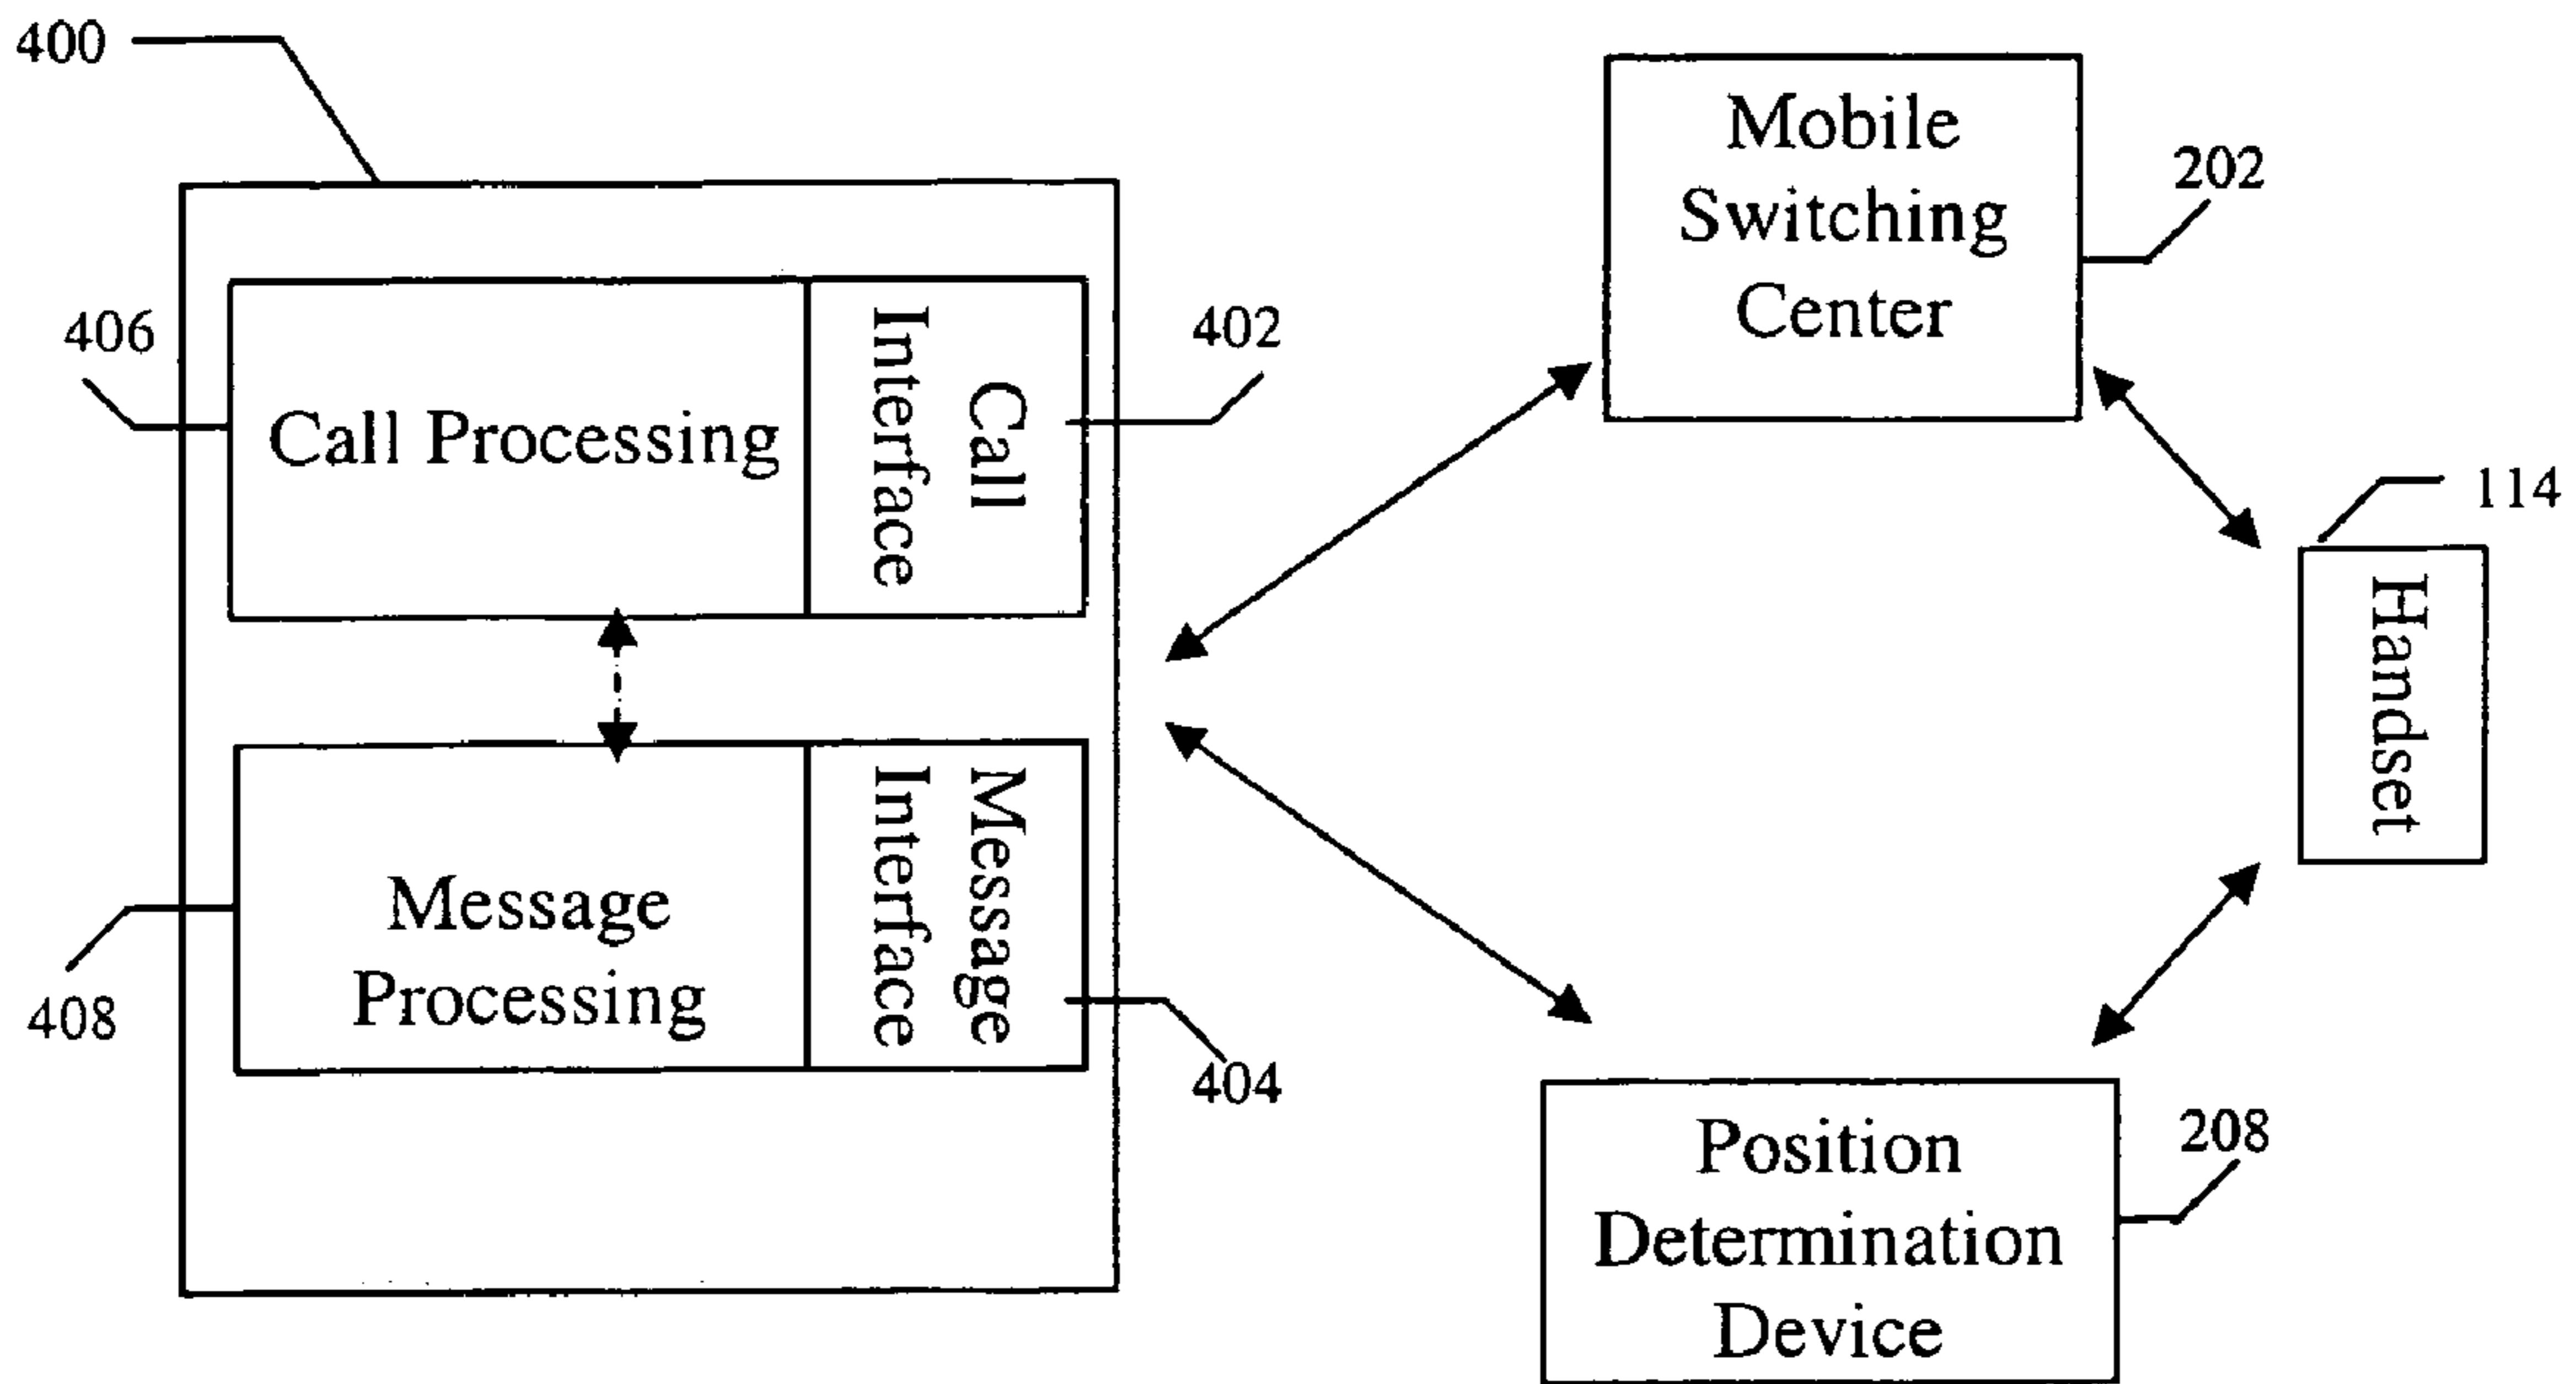 400
406
Call Processing
Call
Interface
402
408
Message
Processing
Message
Interface
404
Mobile
Switching
Center
202
114
Handset
Position
Determination
Device
208